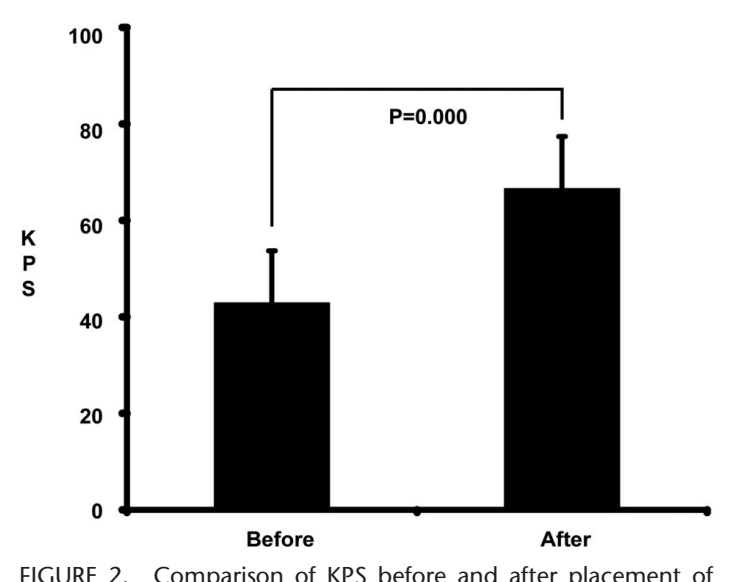 100
P=0.000
80
60
K
P
S
40
20
0
Before After
FIGURE 2. Comparison of KPS before and after placement of